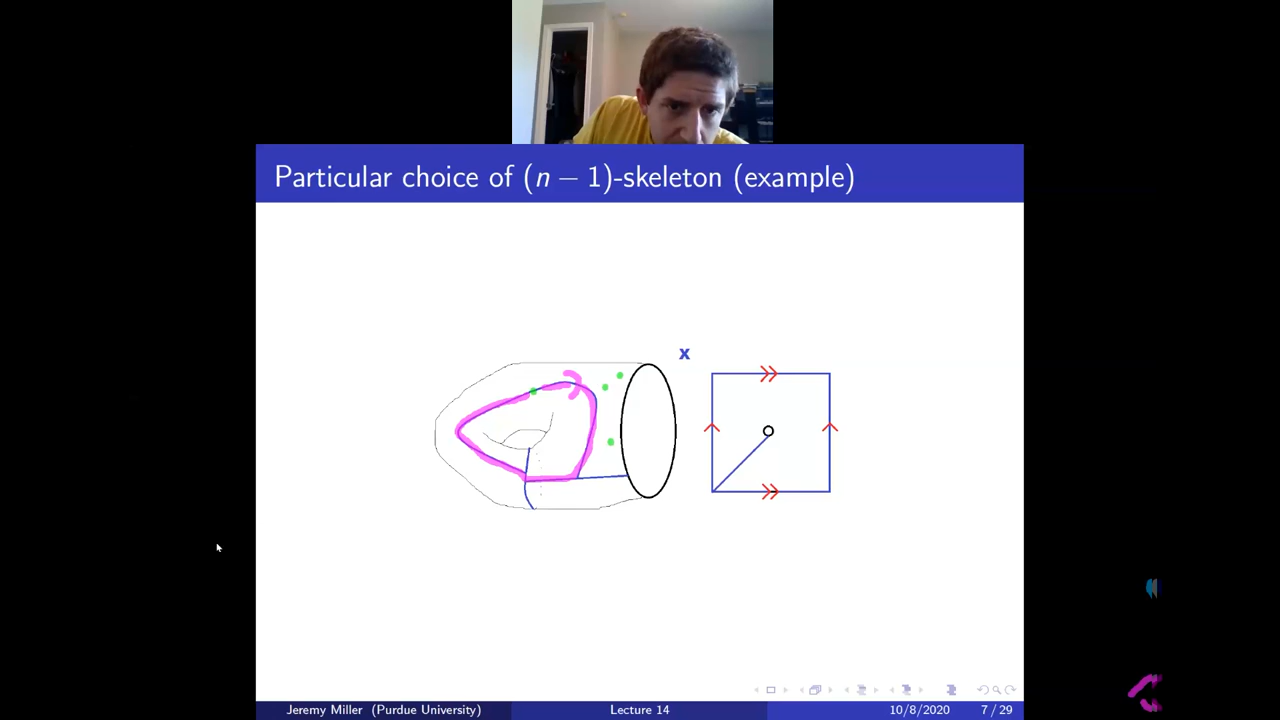 Particular choice of (n − 1)-skeleton (example)
x
Jeremy Miller (Purdue University)
Lecture 14
10/8/2020
7 / 29